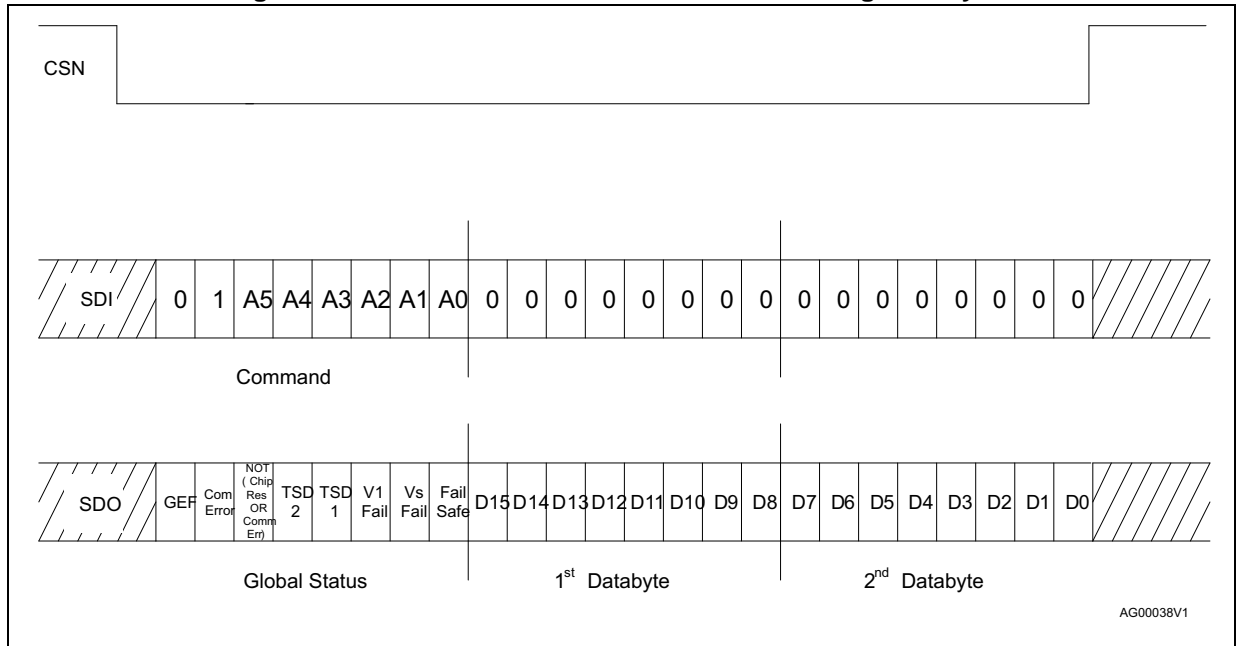 CSN
SDI 0 1 A5 A4 A3 A2 A1 A0 0 0 0 0 0 0 0 0 0 0 0 0 0 0 0 0
Command
SDO GEF Com Error NOT ( Chip Res OR Comm Err) TSD 2 TSD 1 V1 Fail Vs Fail Fail Safe D15 D14 D13 D12 D11 D10 D9 D8 D7 D6 D5 D4 D3 D2 D1 D0
Global Status 1st Databyte 2nd Databyte
AG00038V1